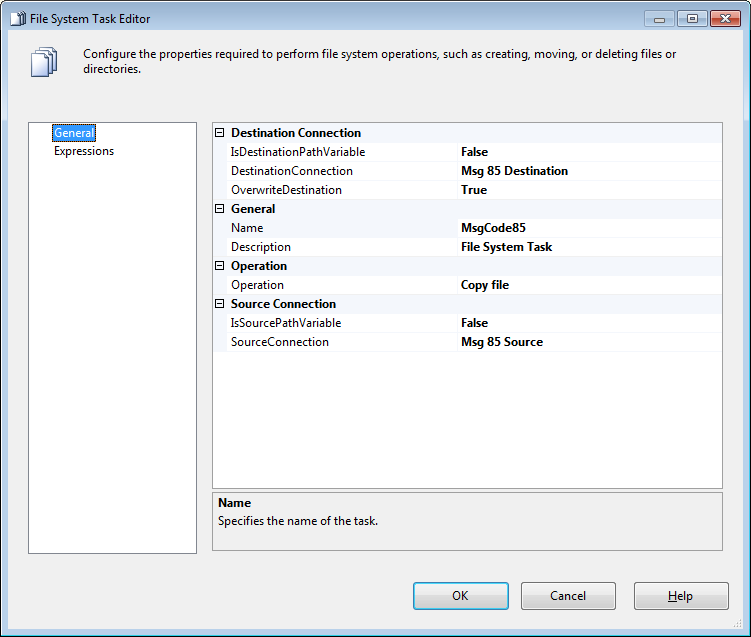 File System Task Editor
Configure the properties required to perform file system operations, such as creating, moving, or deleting files or
directories.
General
Expressions
Destination Connection
IsDestinationPathVariable False
DestinationConnection Msg 85 Destination
OverwriteDestination True
General
Name MsgCode85
Description File System Task
Operation
Operation Copy file
Source Connection
IsSourcePathVariable False
SourceConnection Msg 85 Source
Name
Specifies the name of the task.
OK Cancel Help